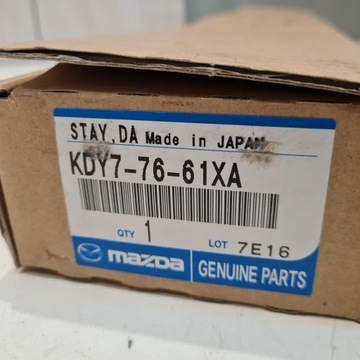 STAY,DA Made in JAPAN
KDY7-76-61XA
QTY 1 LOT 7E16
mazda GENUINE PARTS